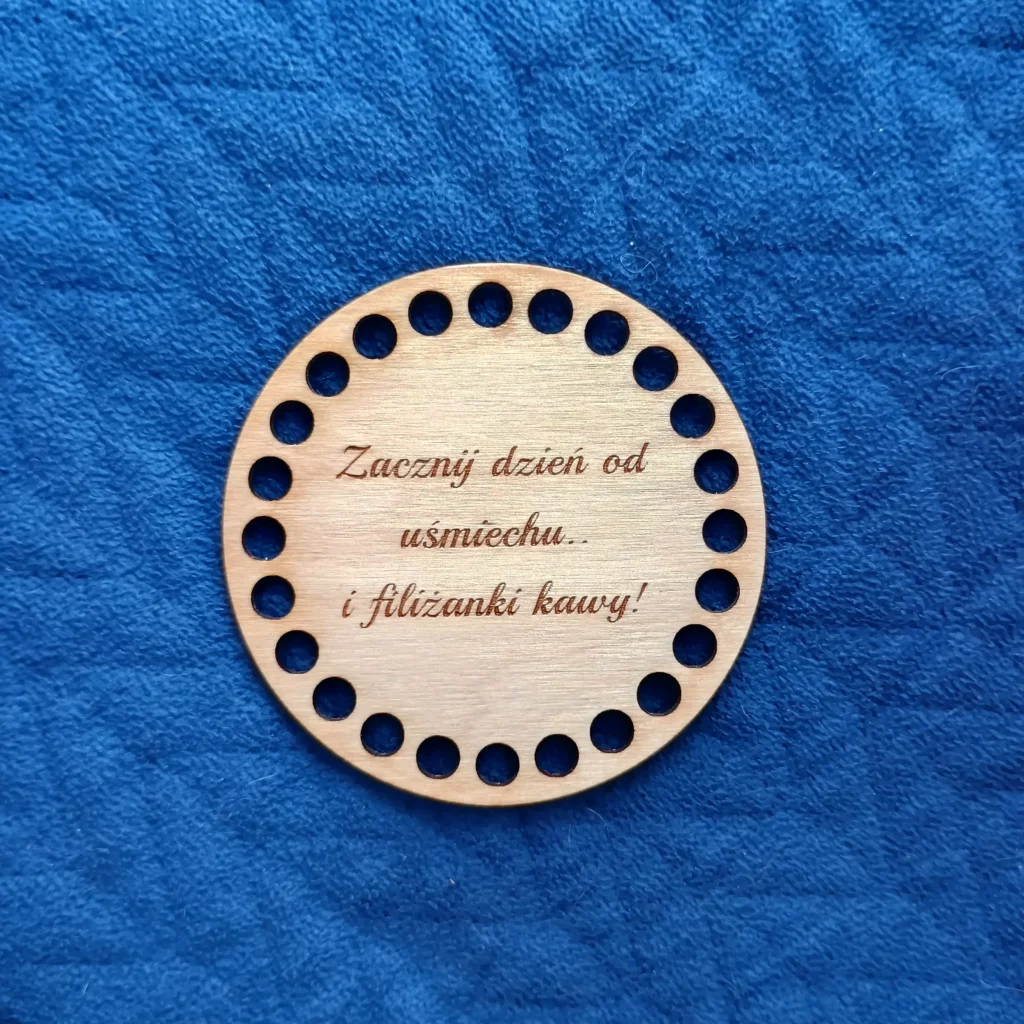 Zacznij dzień od
uśmiechu..
i filiżanki kawy!